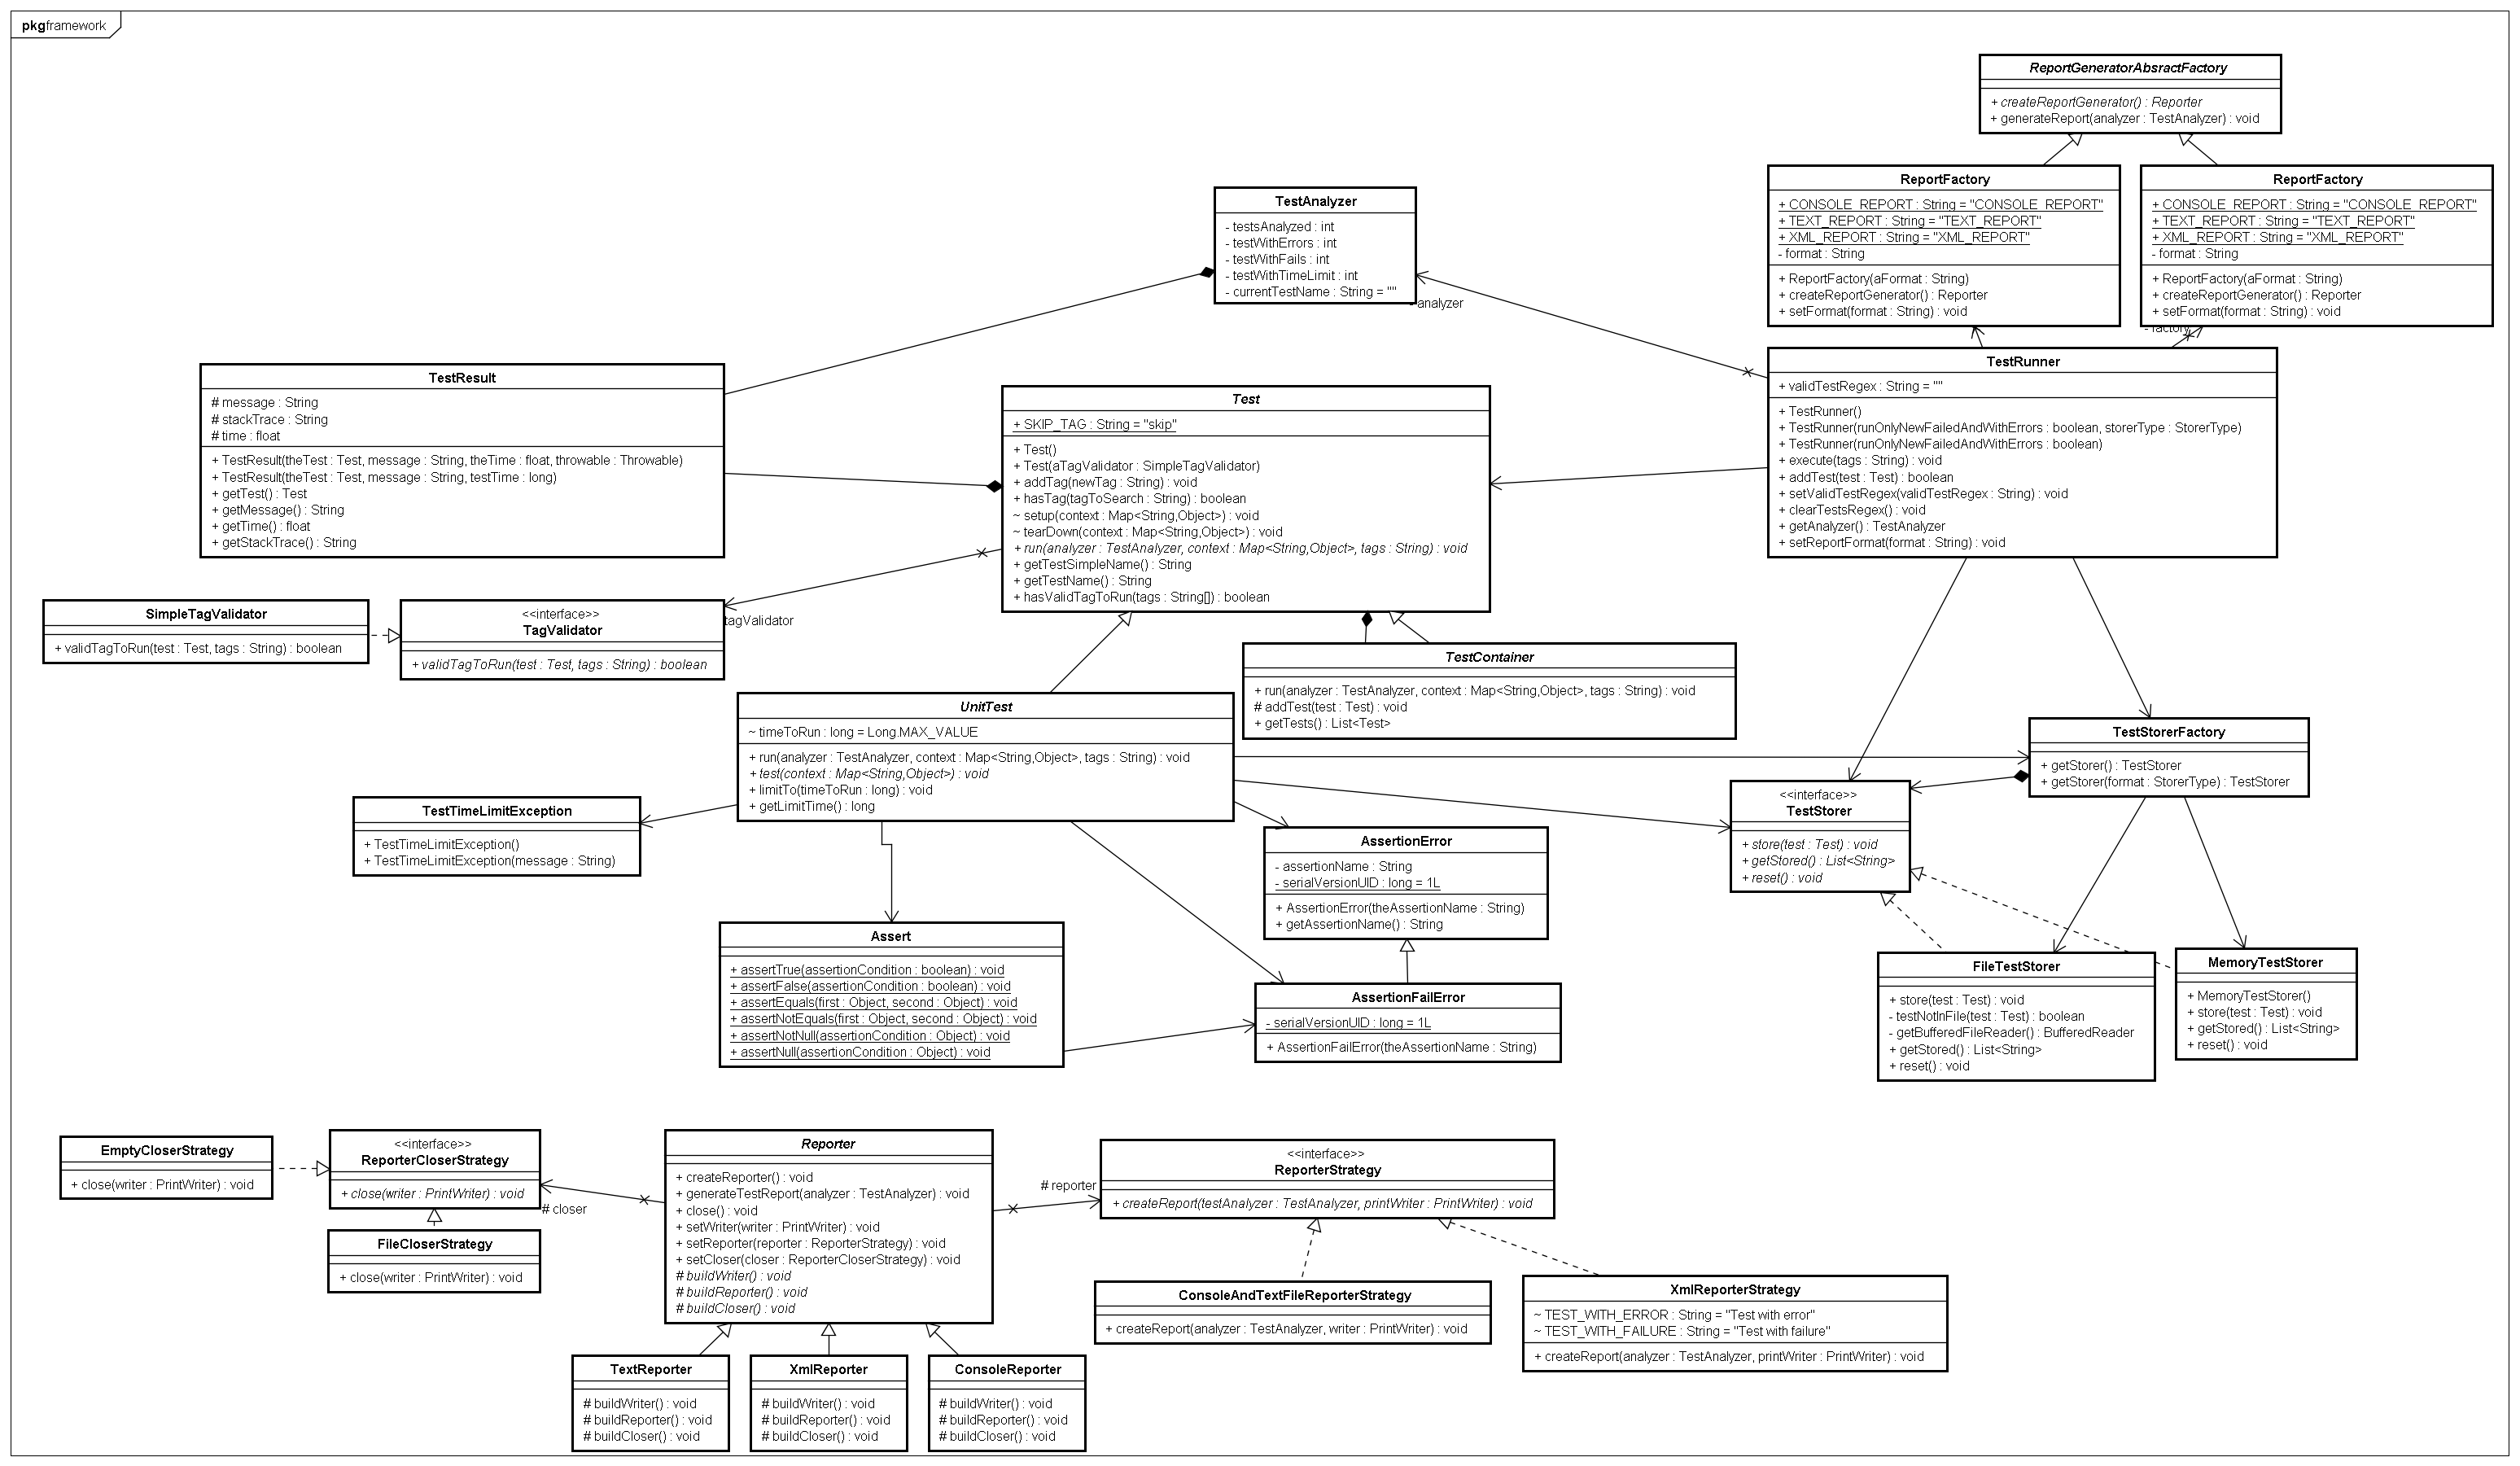 pkgframework
ReportGeneratorAbsractFactory
+ createReportGenerator() : Reporter
+ generateReport(analyzer : TestAnalyzer) : void
ReportFactory
+ CONSOLE_REPORT : String = "CONSOLE_REPORT"
+ TEXT_REPORT : String = "TEXT_REPORT"
+ XML_REPORT : String = "XML_REPORT"
- format : String
+ ReportFactory(aFormat : String)
+ createReportGenerator() : Reporter
+ setFormat(format : String) : void
ReportFactory
+ CONSOLE_REPORT : String = "CONSOLE_REPORT"
+ TEXT_REPORT : String = "TEXT_REPORT"
+ XML_REPORT : String = "XML_REPORT"
- format : String
+ ReportFactory(aFormat : String)
+ createReportGenerator() : Reporter
+ setFormat(format : String) : void
- factory
TestAnalyzer
- testsAnalyzed : int
- testWithErrors : int
- testWithFails : int
- testWithTimeLimit : int
- currentTestName : String = ""
- analyzer
TestResult
# message : String
# stackTrace : String
# time : float
+ TestResult(theTest : Test, message : String, theTime : float, throwable : Throwable)
+ TestResult(theTest : Test, message : String, testTime : long)
+ getTest() : Test
+ getMessage() : String
+ getTime() : float
+ getStackTrace() : String
Test
+ SKIP_TAG : String = "skip"
+ Test()
+ Test(aTagValidator : SimpleTagValidator)
+ addTag(newTag : String) : void
+ hasTag(tagToSearch : String) : boolean
~ setup(context : Map<String,Object>) : void
~ tearDown(context : Map<String,Object>) : void
+ run(analyzer : TestAnalyzer, context : Map<String,Object>, tags : String) : void
+ getTestSimpleName() : String
+ getTestName() : String
+ hasValidTagToRun(tags : String[]) : boolean
TestRunner
+ validTestRegex : String = ""
+ TestRunner()
+ TestRunner(runOnlyNewFailedAndWithErrors : boolean, storerType : StorerType)
+ TestRunner(runOnlyNewFailedAndWithErrors : boolean)
+ execute(tags : String) : void
+ addTest(test : Test) : boolean
+ setValidTestRegex(validTestRegex : String) : void
+ clearTestsRegex() : void
+ getAnalyzer() : TestAnalyzer
+ setReportFormat(format : String) : void
SimpleTagValidator
+ validTagToRun(test : Test, tags : String) : boolean
<<interface>>
TagValidator
+ validTagToRun(test : Test, tags : String) : boolean
tagValidator
TestContainer
+ run(analyzer : TestAnalyzer, context : Map<String,Object>, tags : String) : void
# addTest(test : Test) : void
+ getTests() : List<Test>
UnitTest
~ timeToRun : long = Long.MAX_VALUE
+ run(analyzer : TestAnalyzer, context : Map<String,Object>, tags : String) : void
+ test(context : Map<String,Object>) : void
+ limitTo(timeToRun : long) : void
+ getLimitTime() : long
TestStorerFactory
+ getStorer() : TestStorer
+ getStorer(format : StorerType) : TestStorer
<<interface>>
TestStorer
+ store(test : Test) : void
+ getStored() : List<String>
+ reset() : void
TestTimeLimitException
+ TestTimeLimitException()
+ TestTimeLimitException(message : String)
AssertionError
- assertionName : String
- serialVersionUID : long = 1L
+ AssertionError(theAssertionName : String)
+ getAssertionName() : String
Assert
+ assertTrue(assertionCondition : boolean) : void
+ assertFalse(assertionCondition : boolean) : void
+ assertEquals(first : Object, second : Object) : void
+ assertNotEquals(first : Object, second : Object) : void
+ assertNotNull(assertionCondition : Object) : void
+ assertNull(assertionCondition : Object) : void
AssertionFailError
- serialVersionUID : long = 1L
+ AssertionFailError(theAssertionName : String)
FileTestStorer
+ store(test : Test) : void
- testNotInFile(test : Test) : boolean
- getBufferedFileReader() : BufferedReader
+ getStored() : List<String>
+ reset() : void
MemoryTestStorer
+ MemoryTestStorer()
+ store(test : Test) : void
+ getStored() : List<String>
+ reset() : void
EmptyCloserStrategy
+ close(writer : PrintWriter) : void
<<interface>>
ReporterCloserStrategy
+ close(writer : PrintWriter) : void
# closer
FileCloserStrategy
+ close(writer : PrintWriter) : void
Reporter
+ createReporter() : void
+ generateTestReport(analyzer : TestAnalyzer) : void
+ close() : void
+ setWriter(writer : PrintWriter) : void
+ setReporter(reporter : ReporterStrategy) : void
+ setCloser(closer : ReporterCloserStrategy) : void
# buildWriter() : void
# buildReporter() : void
# buildCloser() : void
# reporter
<<interface>>
ReporterStrategy
+ createReport(testAnalyzer : TestAnalyzer, printWriter : PrintWriter) : void
ConsoleAndTextFileReporterStrategy
+ createReport(analyzer : TestAnalyzer, writer : PrintWriter) : void
XmlReporterStrategy
~ TEST_WITH_ERROR : String = "Test with error"
~ TEST_WITH_FAILURE : String = "Test with failure"
+ createReport(analyzer : TestAnalyzer, printWriter : PrintWriter) : void
TextReporter
# buildWriter() : void
# buildReporter() : void
# buildCloser() : void
XmlReporter
# buildWriter() : void
# buildReporter() : void
# buildCloser() : void
ConsoleReporter
# buildWriter() : void
# buildReporter() : void
# buildCloser() : void